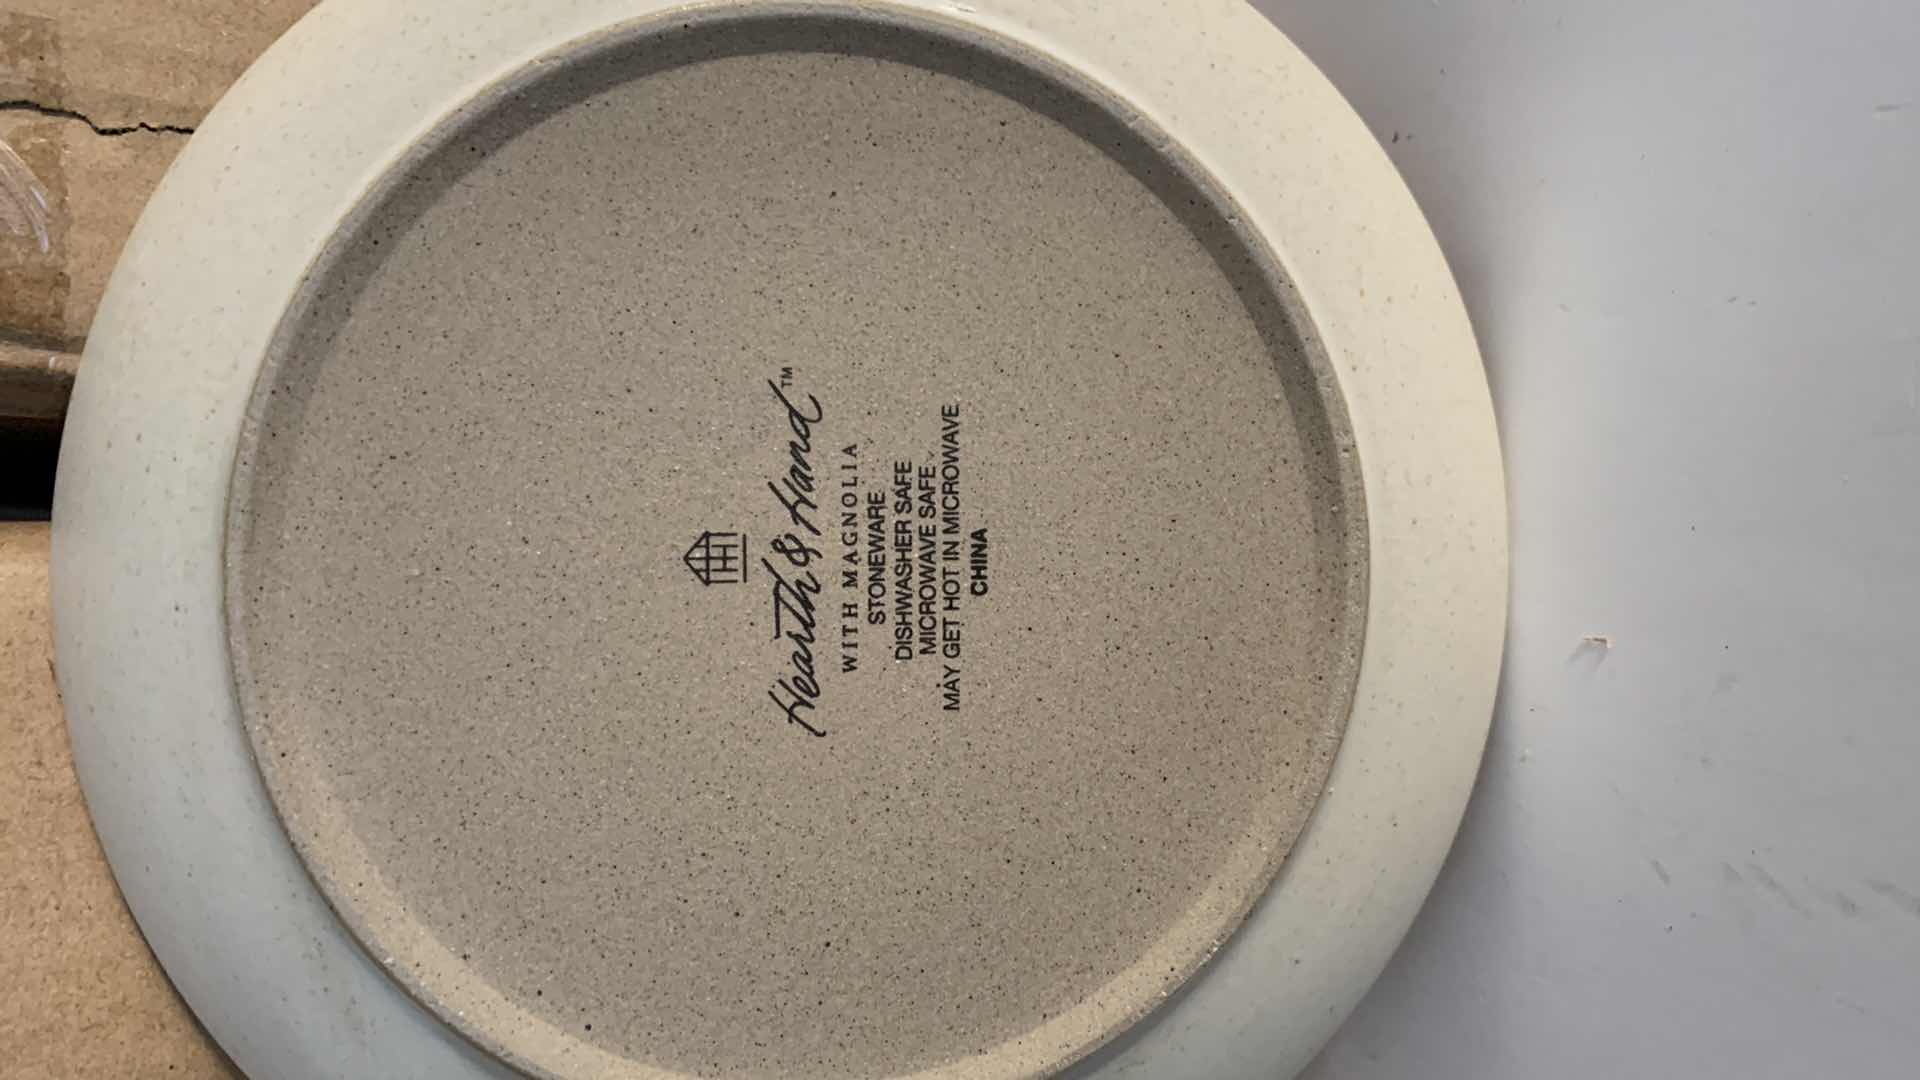 Hearth & Hand™
WITH MAGNOLIA
STONEWARE
DISHWASHER SAFE
MICROWAVE SAFE
MAY GET HOT IN MICROWAVE
CHINA